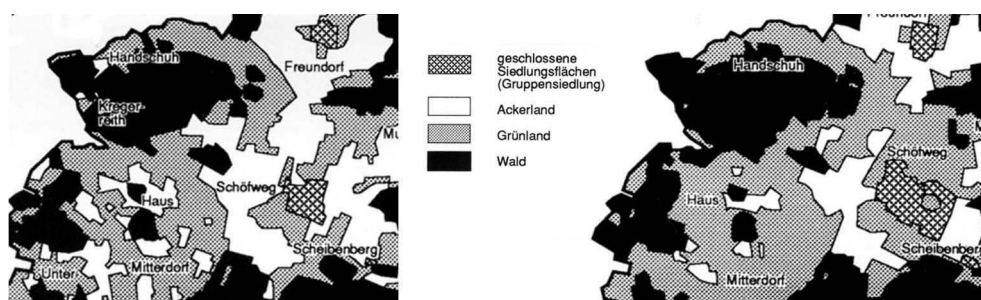 Handschuh
Freundorf
Kreger-
reith
Schöfweg
Haus
Scheibenberg
Mitterdorf
Unter-
geschlossene
Siedlungsflächen
(Gruppensiedlung)
Ackerland
Grünland
Wald
Handschuh
Schöfweg
Haus
Mitterdorf